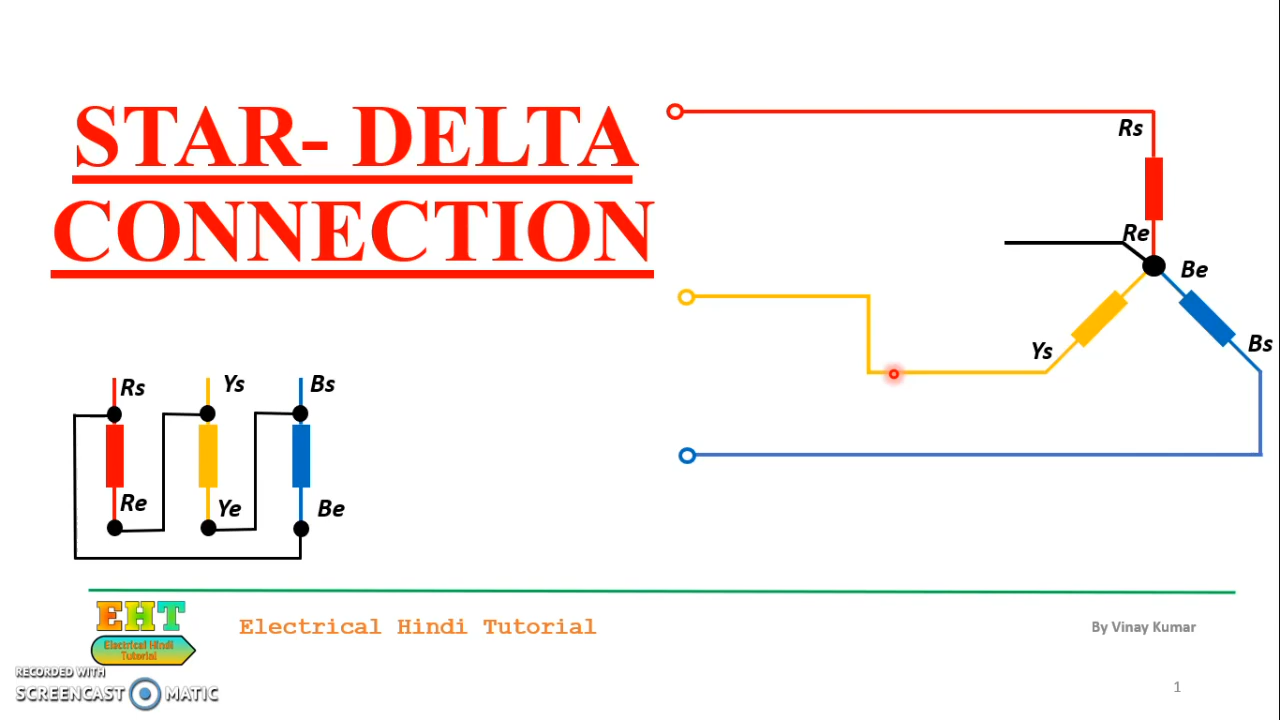 STAR- DELTA
CONNECTION
Rs
Re
Be
Ys
Bs
Rs
Ys
Bs
Re
Ye
Be
EHT
Electrical Hindi
Tutorial
Electrical Hindi Tutorial
By Vinay Kumar
RECORDED WITH
SCREENCAST MATIC
1